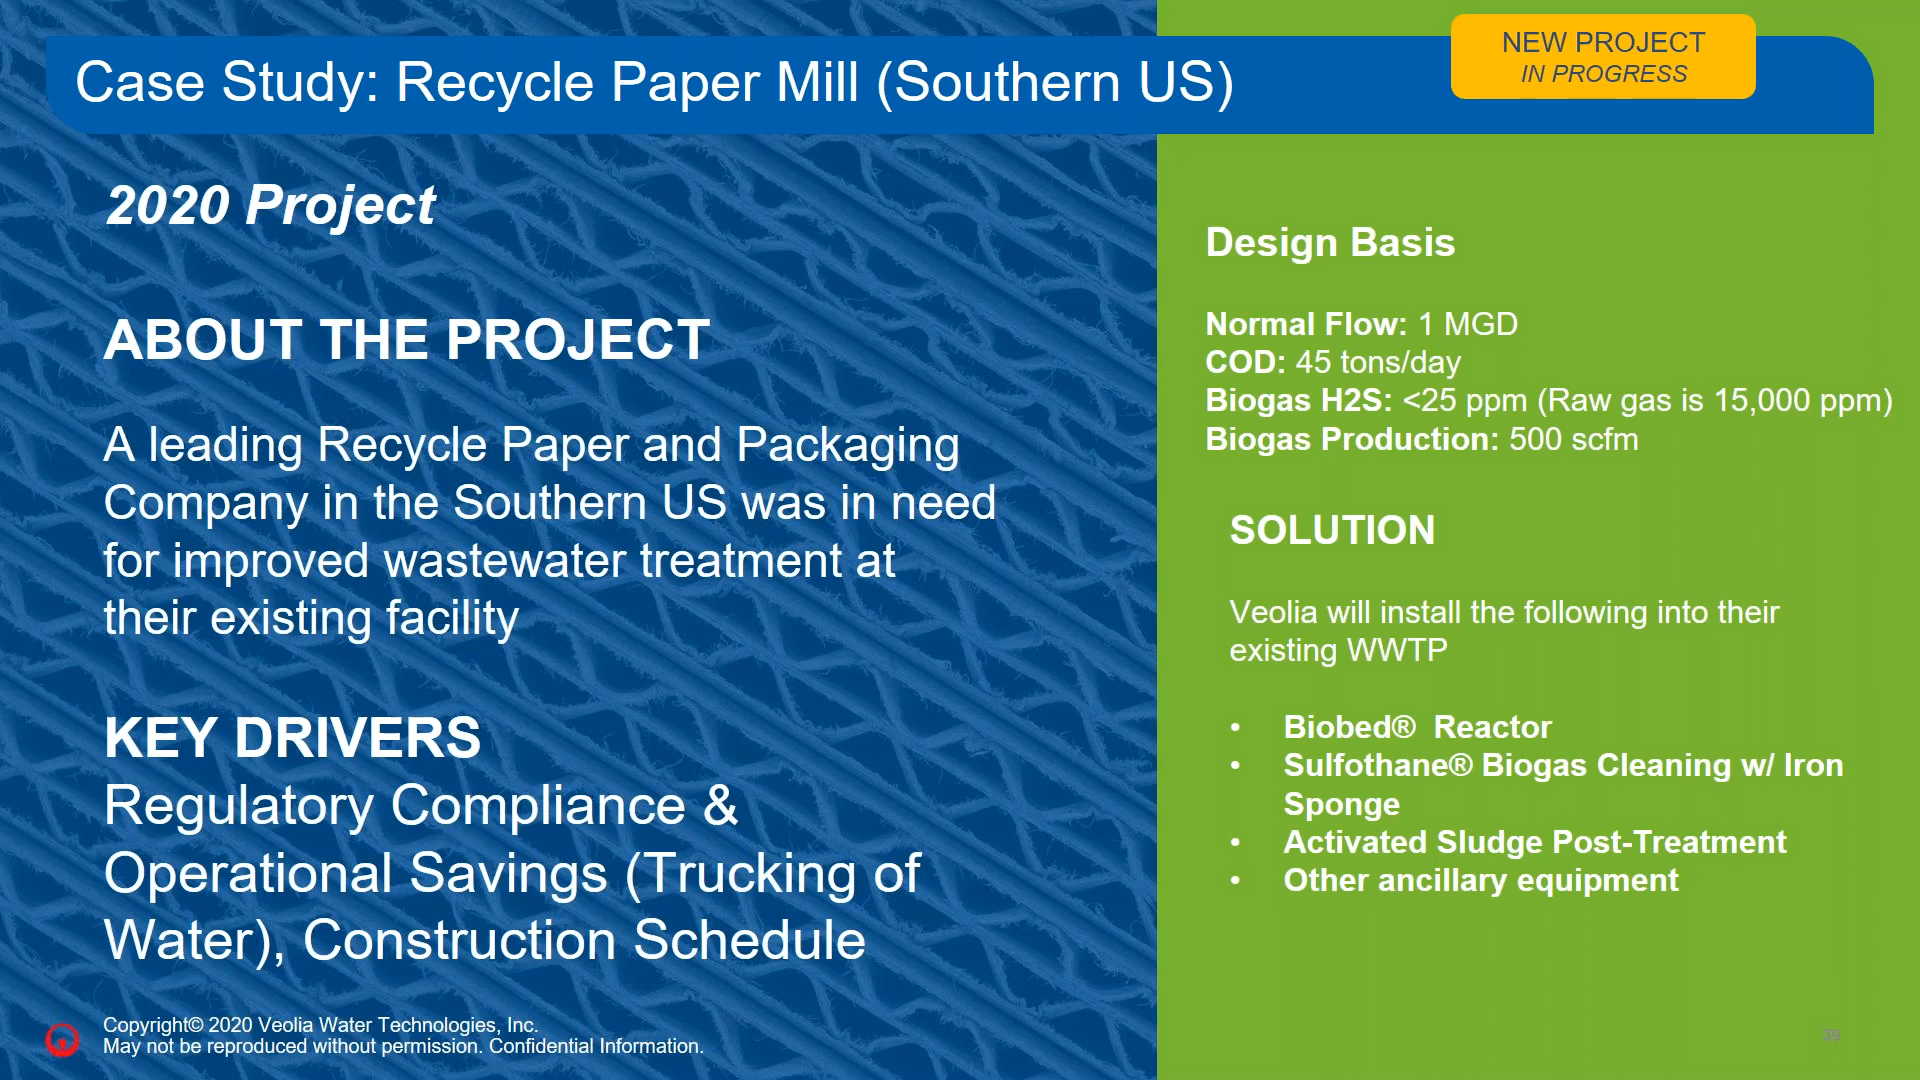 Case Study: Recycle Paper Mill (Southern US)
NEW PROJECT
IN PROGRESS
2020 Project
ABOUT THE PROJECT
A leading Recycle Paper and Packaging
Company in the Southern US was in need
for improved wastewater treatment at
their existing facility
KEY DRIVERS
Regulatory Compliance &
Operational Savings (Trucking of
Water), Construction Schedule
Design Basis
Normal Flow: 1 MGD
COD: 45 tons/day
Biogas H2S: <25 ppm (Raw gas is 15,000 ppm)
Biogas Production: 500 scfm
SOLUTION
Veolia will install the following into their
existing WWTP
• Biobed® Reactor
• Sulfothane® Biogas Cleaning w/ Iron
Sponge
• Activated Sludge Post-Treatment
• Other ancillary equipment
Copyright© 2020 Veolia Water Technologies, Inc.
May not be reproduced without permission. Confidential Information.
39